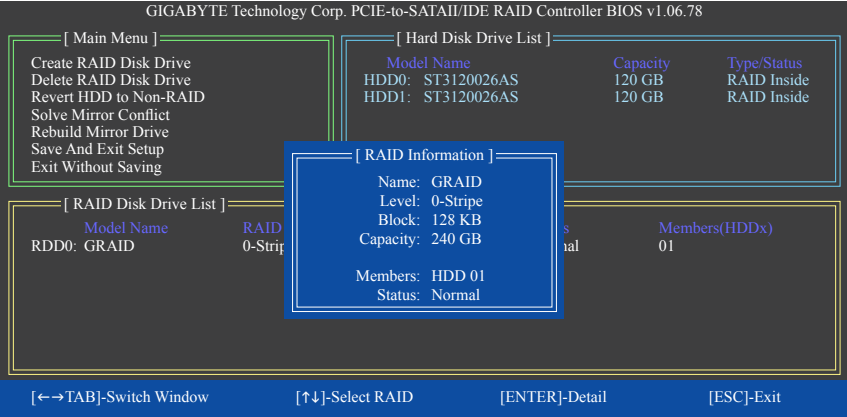 GIGABYTE Technology Corp. PCIE-to-SATAII/IDE RAID Controller BIOS v1.06.78
[ Main Menu ]
Create RAID Disk Drive
Delete RAID Disk Drive
Revert HDD to Non-RAID
Solve Mirror Conflict
Rebuild Mirror Drive
Save And Exit Setup
Exit Without Saving
[ Hard Disk Drive List ]
Model Name Capacity Type/Status
HDD0: ST3120026AS 120 GB RAID Inside
HDD1: ST3120026AS 120 GB RAID Inside
[ RAID Information ]
Name: GRAID
Level: 0-Stripe
Block: 128 KB
Capacity: 240 GB
Members: HDD 01
Status: Normal
[ RAID Disk Drive List ]
Model Name RAID s Members(HDDx)
RDD0: GRAID 0-Strip al 01
[←→TAB]-Switch Window [↑↓]-Select RAID [ENTER]-Detail [ESC]-Exit